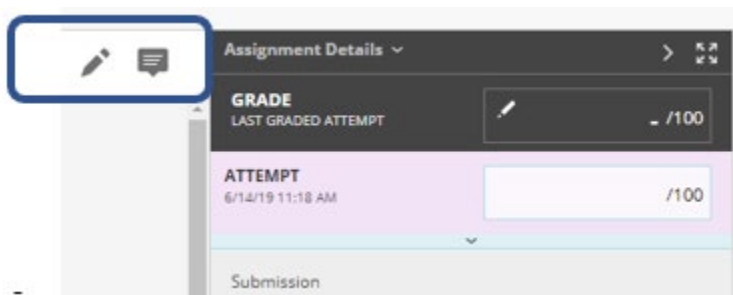 Assignment Details
GRADE
LAST GRADED ATTEMPT
- /100
ATTEMPT
6/14/19 11:18 AM
/100
Submission